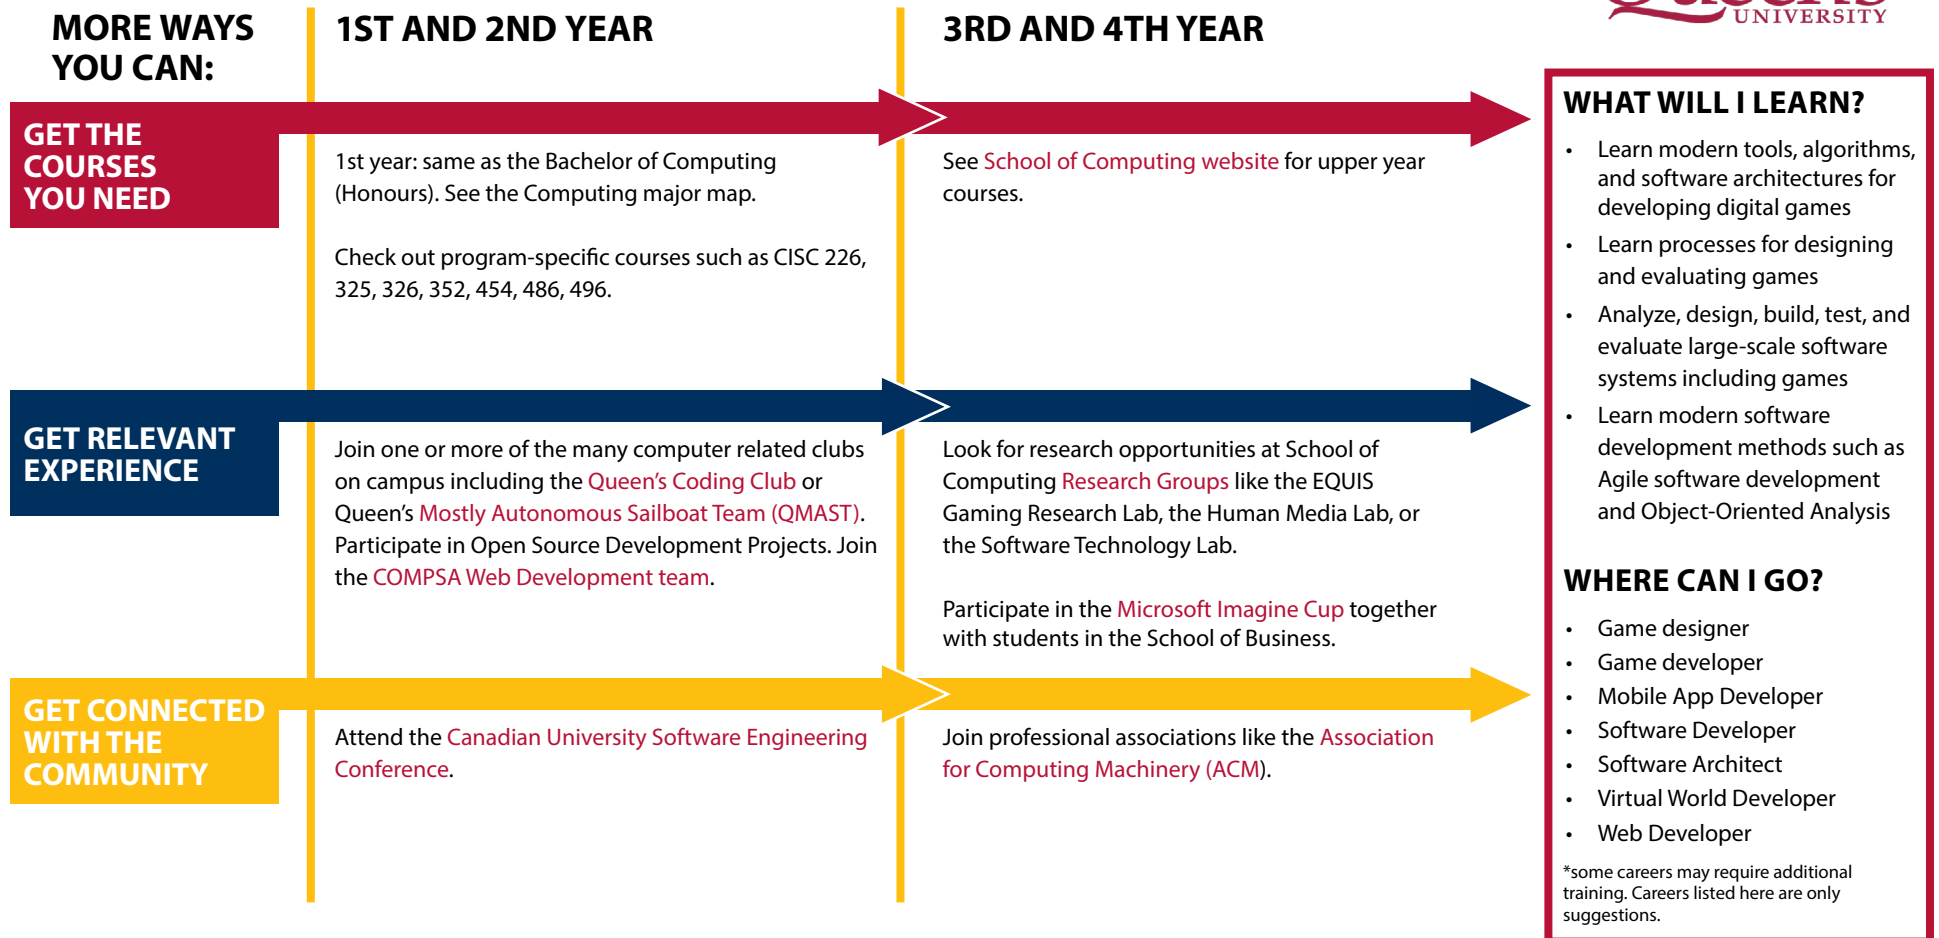 MORE WAYS
YOU CAN:
1ST AND 2ND YEAR
3RD AND 4TH YEAR
UNIVERSITY
GET THE
COURSES
YOU NEED
1st year: same as the Bachelor of Computing
(Honours). See the Computing major map.
Check out program-specific courses such as CISC 226,
325, 326, 352, 454, 486, 496.
See School of Computing website for upper year
courses.
GET RELEVANT
EXPERIENCE
Join one or more of the many computer related clubs
on campus including the Queen's Coding Club or
Queen's Mostly Autonomous Sailboat Team (QMAST).
Participate in Open Source Development Projects. Join
the COMPSA Web Development team.
Look for research opportunities at School of
Computing Research Groups like the EQUIS
Gaming Research Lab, the Human Media Lab, or
the Software Technology Lab.
Participate in the Microsoft Imagine Cup together
with students in the School of Business.
GET CONNECTED
WITH THE
COMMUNITY
Attend the Canadian University Software Engineering
Conference.
Join professional associations like the Association
for Computing Machinery (ACM).
WHAT WILL I LEARN?
• Learn modern tools, algorithms,
and software architectures for
developing digital games
• Learn processes for designing
and evaluating games
• Analyze, design, build, test, and
evaluate large-scale software
systems including games
• Learn modern software
development methods such as
Agile software development
and Object-Oriented Analysis
WHERE CAN I GO?
• Game designer
• Game developer
• Mobile App Developer
• Software Developer
• Software Architect
• Virtual World Developer
• Web Developer
*some careers may require additional
training. Careers listed here are only
suggestions.